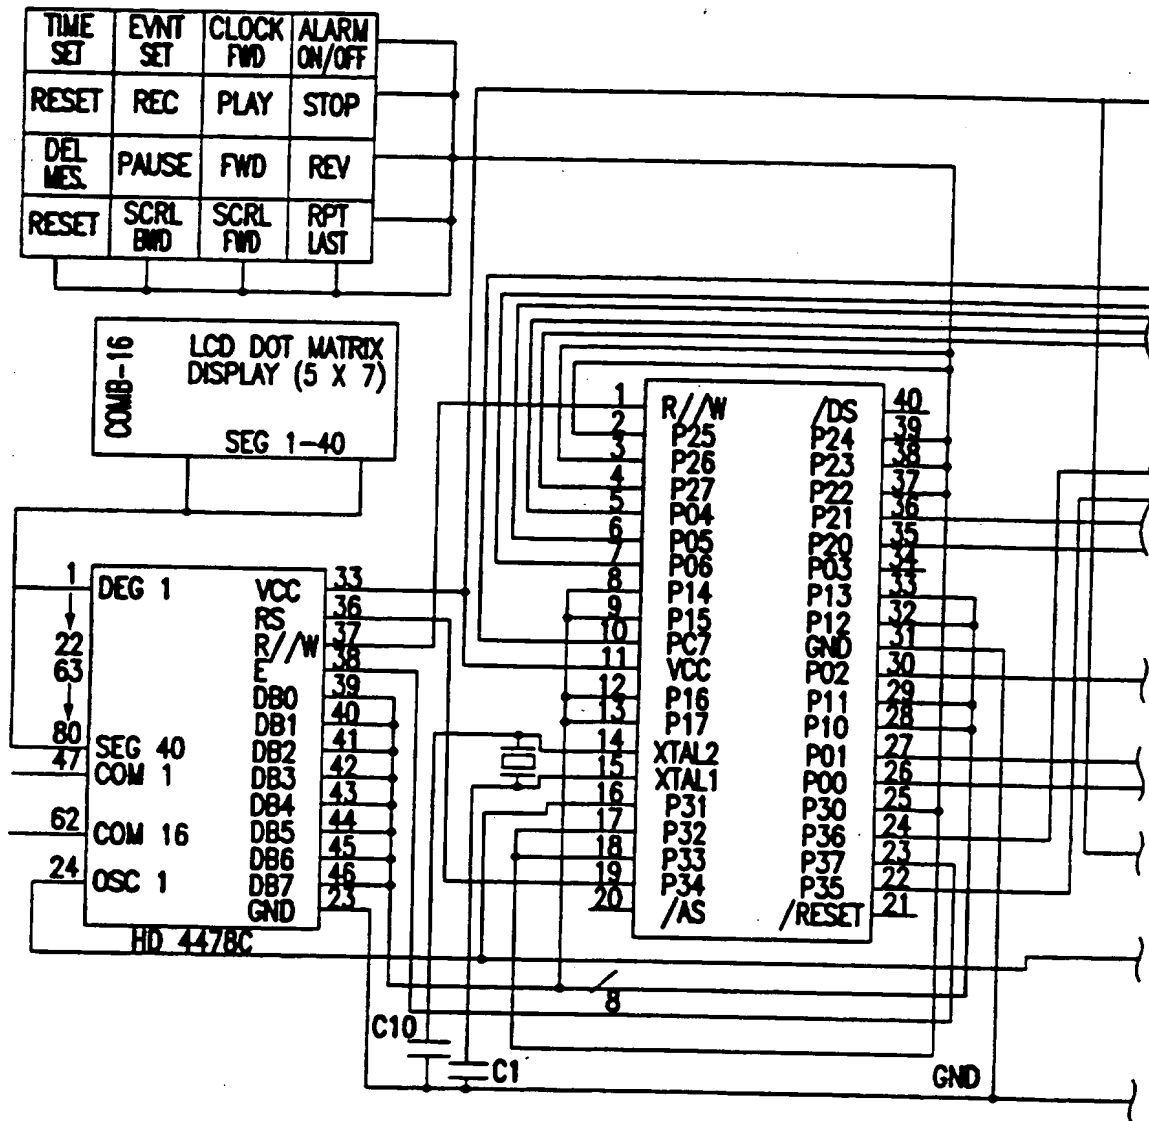 TIME SET EVNT SET CLOCK FWD ALARM ON/OFF
RESET REC PLAY STOP
DEL MES. PAUSE FWD REV
RESET SCRL BWD SCRL FWD RPT LAST
COMB-16
LCD DOT MATRIX
DISPLAY (5 X 7)
SEG 1-40
1 DEG 1
22
63
80 SEG 40
47 COM 1
62 COM 16
24 OSC 1
VCC 33
RS 36
R//W 37
E 38
DB0 39
DB1 40
DB2 41
DB3 42
DB4 43
DB5 44
DB6 45
DB7 46
GND 23
HD 4478C
1 R//W
2 P25
3 P26
4 P27
5 P04
6 P05
7 P06
8 P14
9 P15
10 PC7
11 VCC
12 P16
13 P17
14 XTAL2
15 XTAL1
16 P31
17 P32
18 P33
19 P34
20 /AS
/DS 40
P24 39
P23 38
P22 37
P21 36
P20 35
P03 34
P13 33
P12 32
GND 31
P02 30
P11 29
P10 28
P01 27
P00 26
P30 25
P36 24
P37 23
P35 22
/RESET 21
8
C10
C1
GND